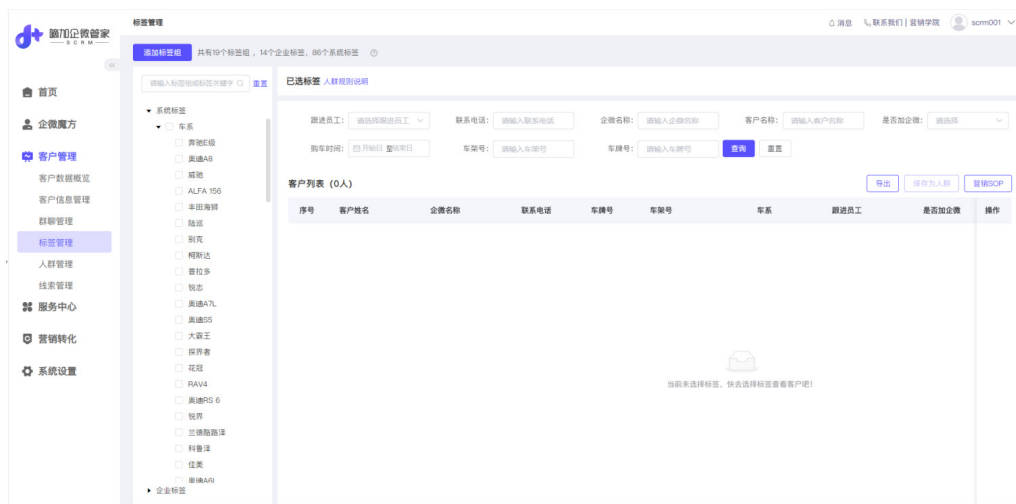 嘀加企微管家
SCRM
首页
企微魔方
客户管理
客户数据概览
客户信息管理
群聊管理
标签管理
人群管理
线索管理
服务中心
营销转化
系统设置
标签管理
消息 联系我们 | 营销学院 scrm001
添加标签组 共有19个标签组，14个企业标签，86个系统标签
请输入标签组或标签关键字 重置
系统标签
车系
奔驰E级
奥迪A8
威驰
ALFA 156
丰田海狮
陆巡
别克
柯斯达
普拉多
锐志
奥迪A7L
奥迪S5
大霸王
探界者
花冠
RAV4
奥迪RS 6
锐界
兰德酷路泽
科鲁泽
佳美
奥迪A6L
企业标签
已选标签 人群规则说明
跟进员工： 请选择跟进员工 联系电话： 请输入联系电话 企微名称： 请输入企微名称 客户名称： 请输入客户名称 是否加企微： 请选择
购车时间： 开始日 至 结束日 车架号： 请输入车架号 车牌号： 请输入车牌号 查询 重置
客户列表（0人） 导出 保存为人群 营销SOP
序号 客户姓名 企微名称 联系电话 车牌号 车架号 车系 跟进员工 是否加企微 操作
当前未选择标签，快去选择标签查看客户吧！